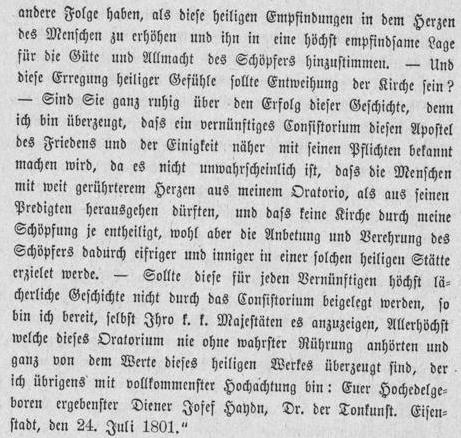 andere Folge haben, als diese heiligen Empfindungen in dem Herzen
des Menschen zu erhöhen und ihn in eine höchst empfindsame Lage
für die Güte und Allmacht des Schöpfers hinzustimmen. — Und
diese Erregung heiliger Gefühle sollte Entweihung der Kirche sein?
— Sind Sie ganz ruhig über den Erfolg dieser Geschichte, denn
ich bin überzeugt, dass ein vernünftiges Consistorium diesen Apostel
des Friedens und der Einigkeit näher mit seinen Pflichten bekannt
machen wird, da es nicht unwahrscheinlich ist, dass die Menschen
mit weit gerührterem Herzen aus meinem Oratorio, als aus seinen
Predigten herausgehen dürften, und dass keine Kirche durch meine
Schöpfung je entheiligt, wohl aber die Anbetung und Verehrung des
Schöpfers dadurch eifriger und inniger in einer solchen heiligen Stätte
erzielet werde. — Sollte diese für jeden Vernünftigen höchst lä-
cherliche Geschichte nicht durch das Consistorium beigelegt werden, so
bin ich bereit, selbst Ihro k. k. Majestäten es anzuzeigen, Allerhöchst
welche dieses Oratorium nie ohne wahrster Rührung anhörten und
ganz von dem Werte dieses heiligen Werkes überzeugt sind, der
ich übrigens mit vollkommenster Hochachtung bin: Euer Hochedelge-
boren ergebenster Diener Josef Haydn, Dr. der Tonkunst. Eisen-
stadt, den 24. Juli 1801.“